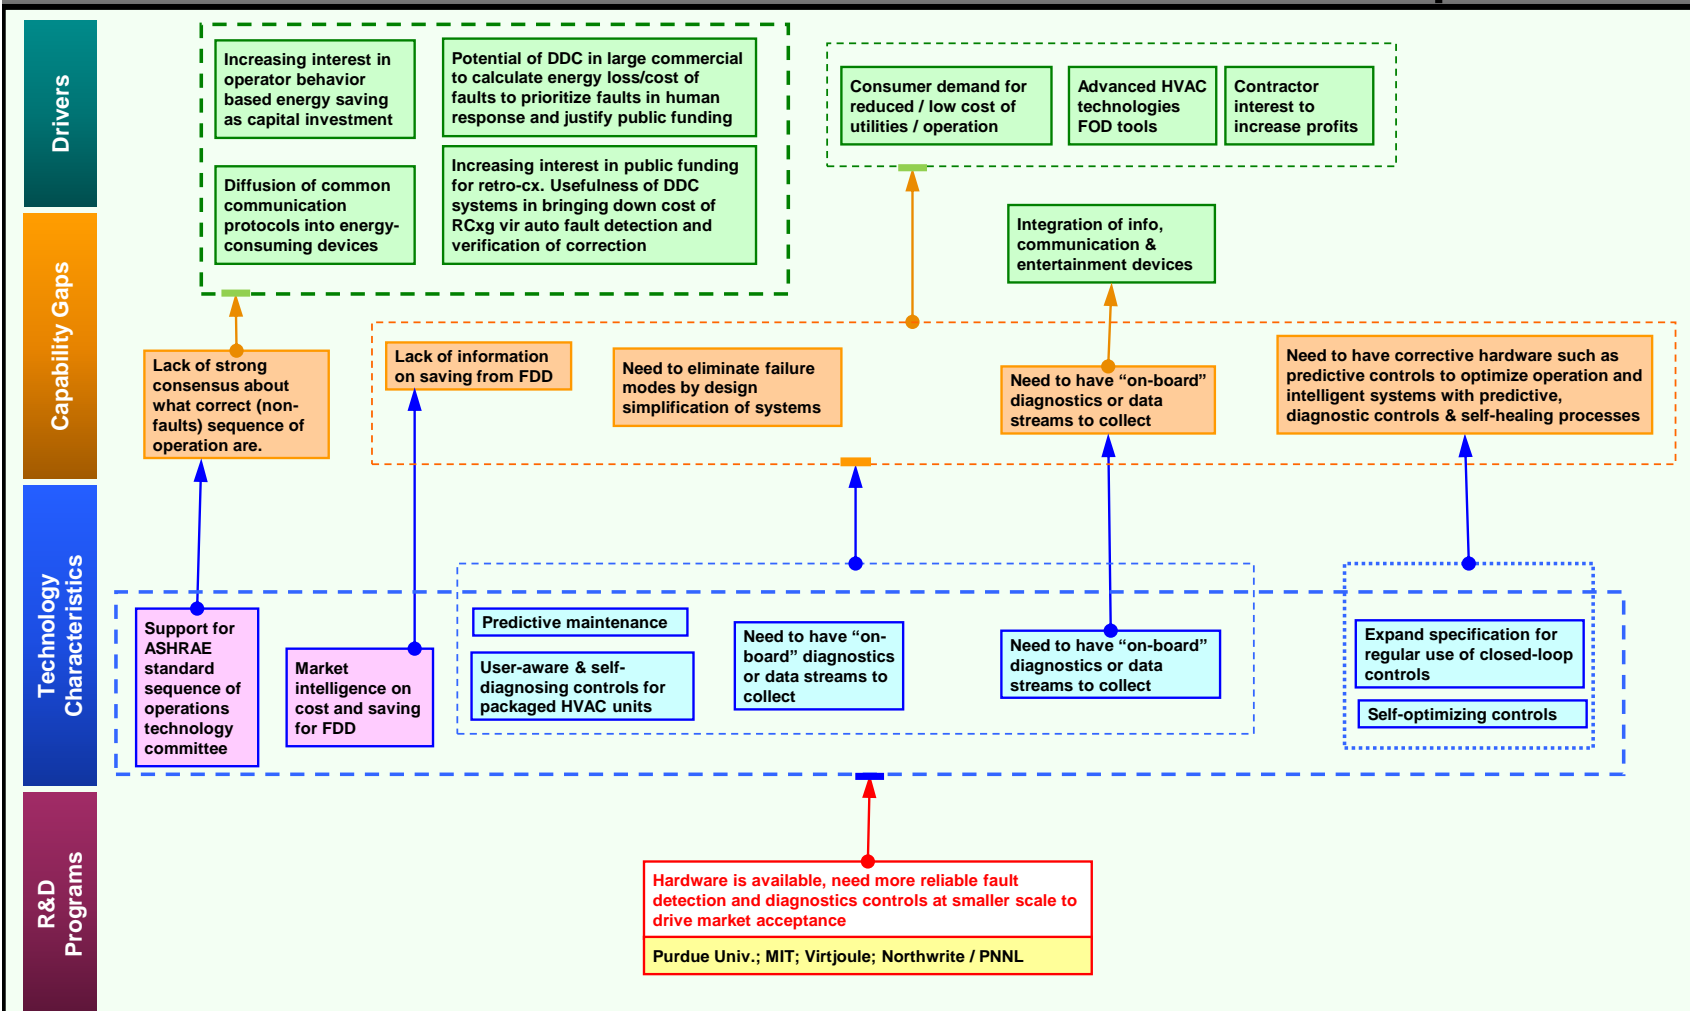 Drivers
Increasing interest in
operator behavior
based energy saving
as capital investment
Potential of DDC in large commercial
to calculate energy loss/cost of
faults to prioritize faults in human
response and justify public funding
Diffusion of common
communication
protocols into energy-
consuming devices
Increasing interest in public funding
for retro-cx. Usefulness of DDC
systems in bringing down cost of
RCxg vir auto fault detection and
verification of correction
Consumer demand for
reduced / low cost of
utilities / operation
Advanced HVAC
technologies
FOD tools
Contractor
interest to
increase profits
Integration of info,
communication &
entertainment devices
Capability Gaps
Lack of strong
consensus about
what correct (non-
faults) sequence of
operation are.
Lack of information
on saving from FDD
Need to eliminate failure
modes by design
simplification of systems
Need to have “on-board”
diagnostics or data
streams to collect
Need to have corrective hardware such as
predictive controls to optimize operation and
intelligent systems with predictive,
diagnostic controls & self-healing processes
Technology
Characteristics
Support for
ASHRAE
standard
sequence of
operations
technology
committee
Market
intelligence on
cost and saving
for FDD
Predictive maintenance
User-aware & self-
diagnosing controls for
packaged HVAC units
Need to have “on-
board” diagnostics
or data streams to
collect
Need to have “on-board”
diagnostics or data
streams to collect
Expand specification for
regular use of closed-loop
controls
Self-optimizing controls
R&D
Programs
Hardware is available, need more reliable fault
detection and diagnostics controls at smaller scale to
drive market acceptance
Purdue Univ.; MIT; Virtjoule; Northwrite / PNNL